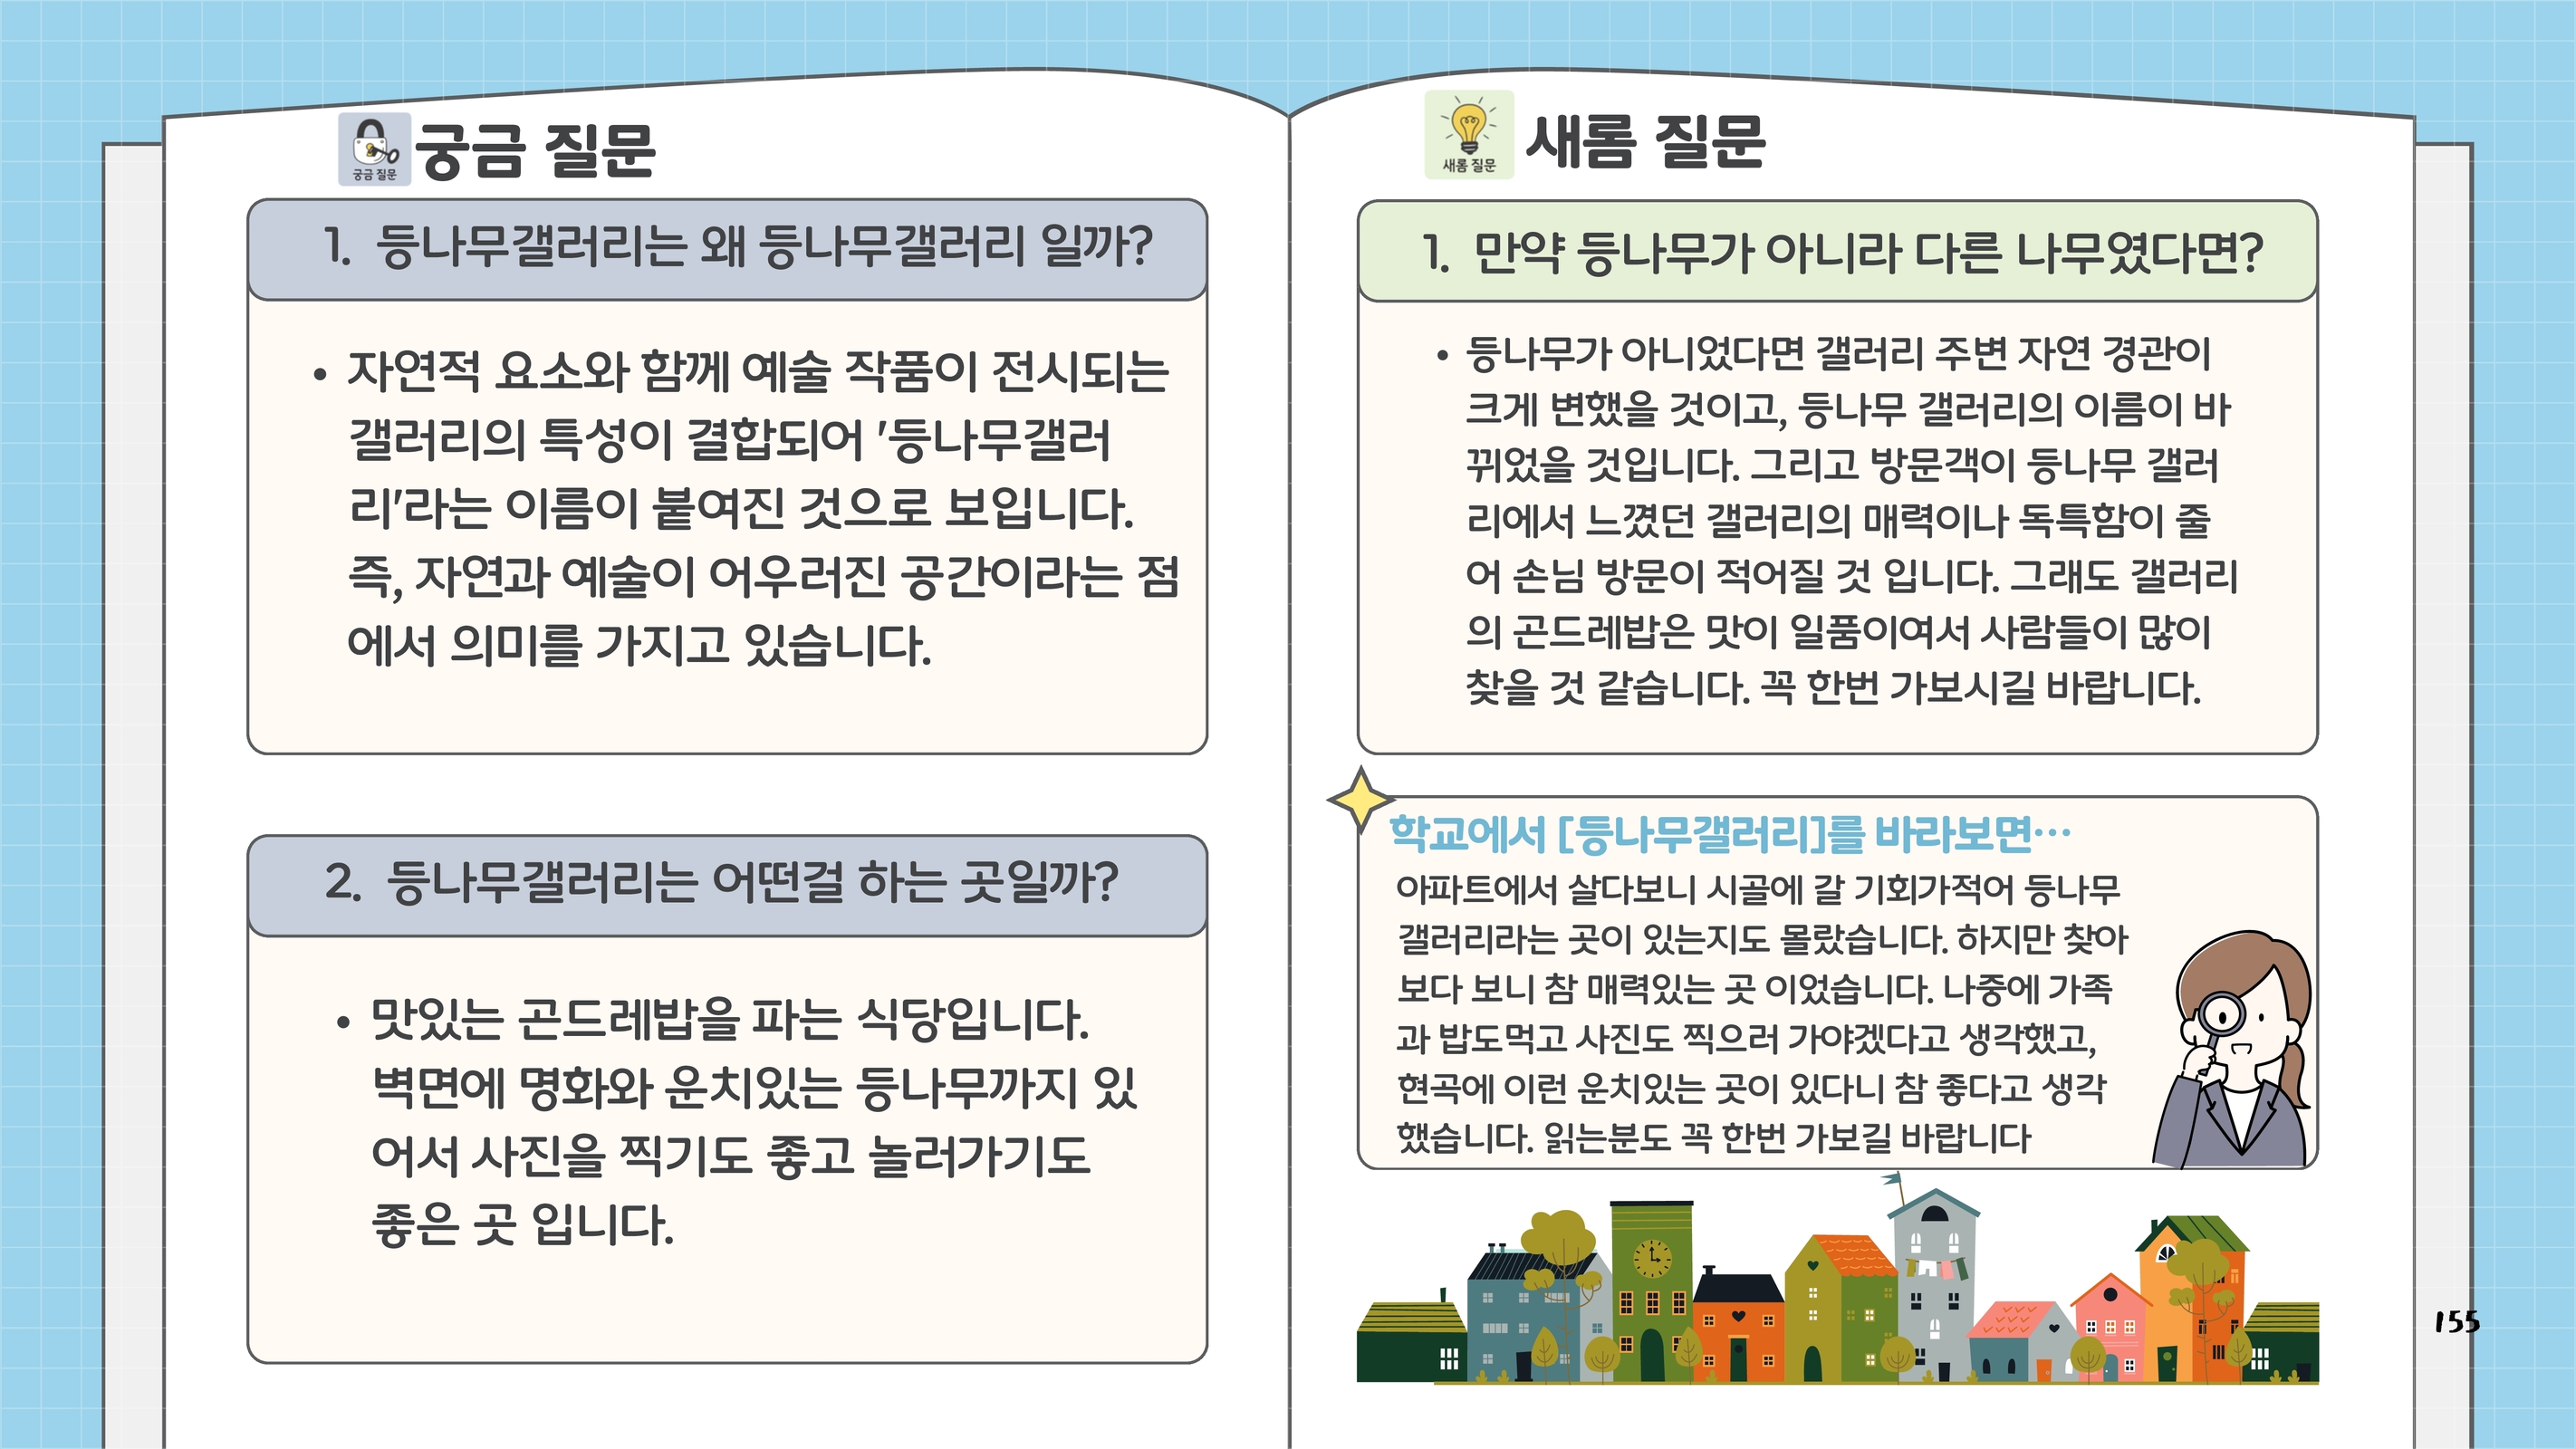 궁금 질문
궁금 질문
1. 등나무갤러리는 왜 등나무갤러리 일까?
• 자연적 요소와 함께 예술 작품이 전시되는
갤러리의 특성이 결합되어 '등나무갤러
리'라는 이름이 붙여진 것으로 보입니다.
즉, 자연과 예술이 어우러진 공간이라는 점
에서 의미를 가지고 있습니다.
2. 등나무갤러리는 어떤걸 하는 곳일까?
• 맛있는 곤드레밥을 파는 식당입니다.
벽면에 명화와 운치있는 등나무까지 있
어서 사진을 찍기도 좋고 놀러가기도
좋은 곳 입니다.
새롬 질문
새롬 질문
1. 만약 등나무가 아니라 다른 나무였다면?
• 등나무가 아니었다면 갤러리 주변 자연 경관이
크게 변했을 것이고, 등나무 갤러리의 이름이 바
뀌었을 것입니다. 그리고 방문객이 등나무 갤러
리에서 느꼈던 갤러리의 매력이나 독특함이 줄
어 손님 방문이 적어질 것 입니다. 그래도 갤러리
의 곤드레밥은 맛이 일품이여서 사람들이 많이
찾을 것 같습니다. 꼭 한번 가보시길 바랍니다.
학교에서 [등나무갤러리]를 바라보면…
아파트에서 살다보니 시골에 갈 기회가적어 등나무
갤러리라는 곳이 있는지도 몰랐습니다. 하지만 찾아
보다 보니 참 매력있는 곳 이었습니다. 나중에 가족
과 밥도먹고 사진도 찍으러 가야겠다고 생각했고,
현곡에 이런 운치있는 곳이 있다니 참 좋다고 생각
했습니다. 읽는분도 꼭 한번 가보길 바랍니다
155